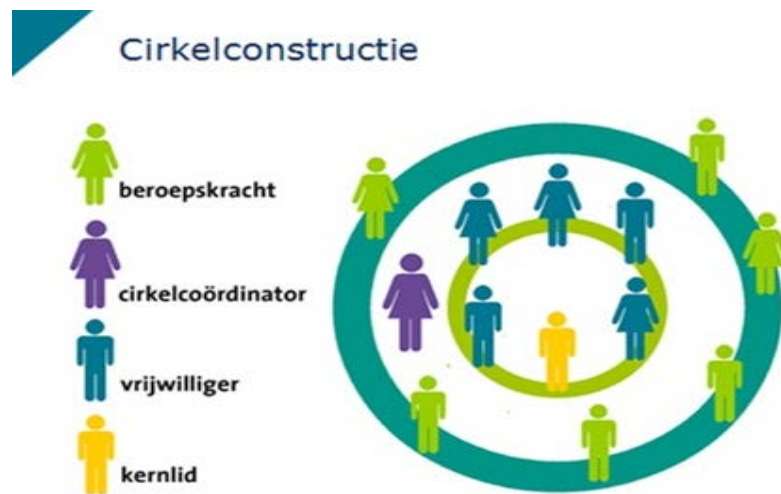 Cirkelconstructie
beroepskracht
cirkelcoördinator
vrijwilliger
kernlid